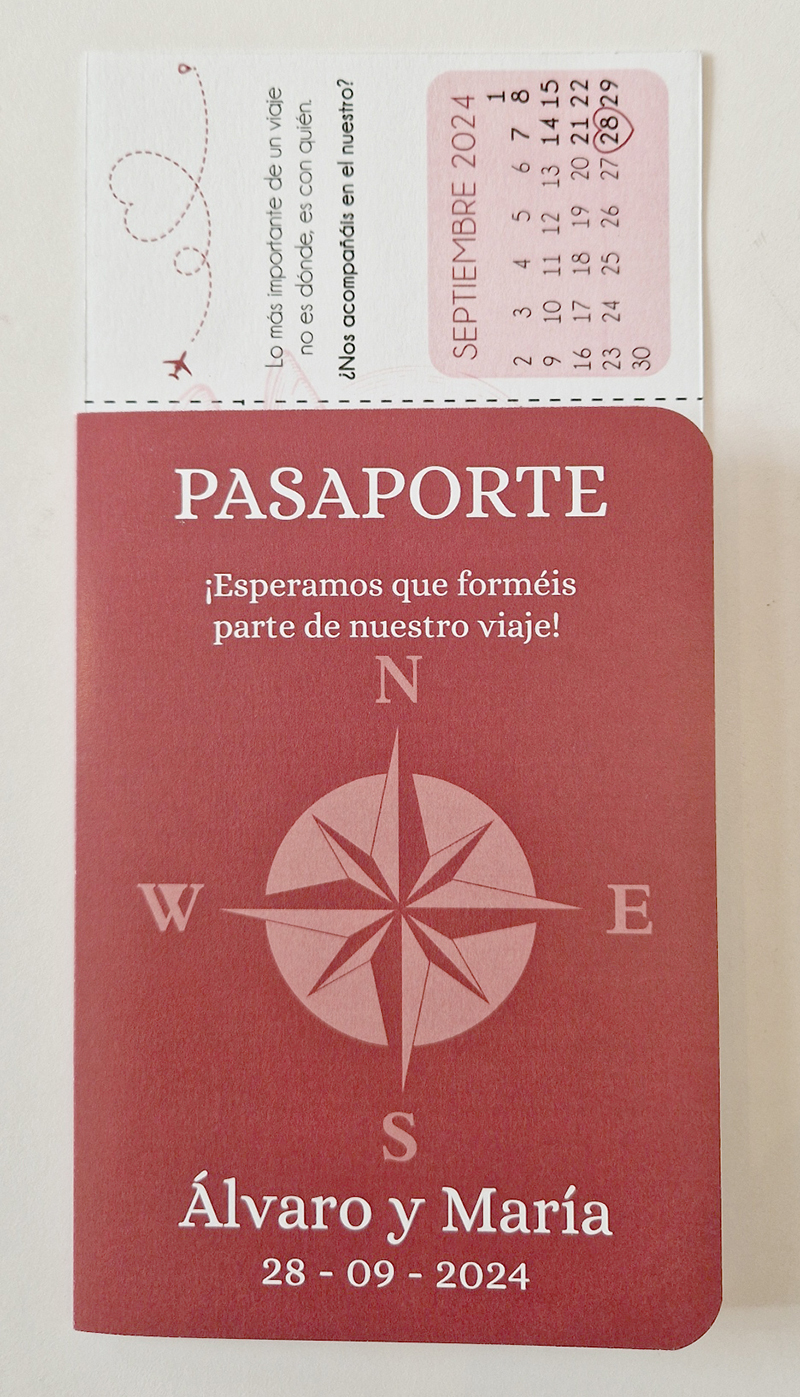 Lo más importante de un viaje
no es dónde, es con quién.
¿Nos acompañáis en el nuestro?
SEPTIEMBRE 2024
1
2 3 4 5 6 7 8
9 10 11 12 13 14 15
16 17 18 19 20 21 22
23 24 25 26 27 28 29
30
PASAPORTE
¡Esperamos que forméis
parte de nuestro viaje!
N
W E
S
Álvaro y María
28 - 09 - 2024